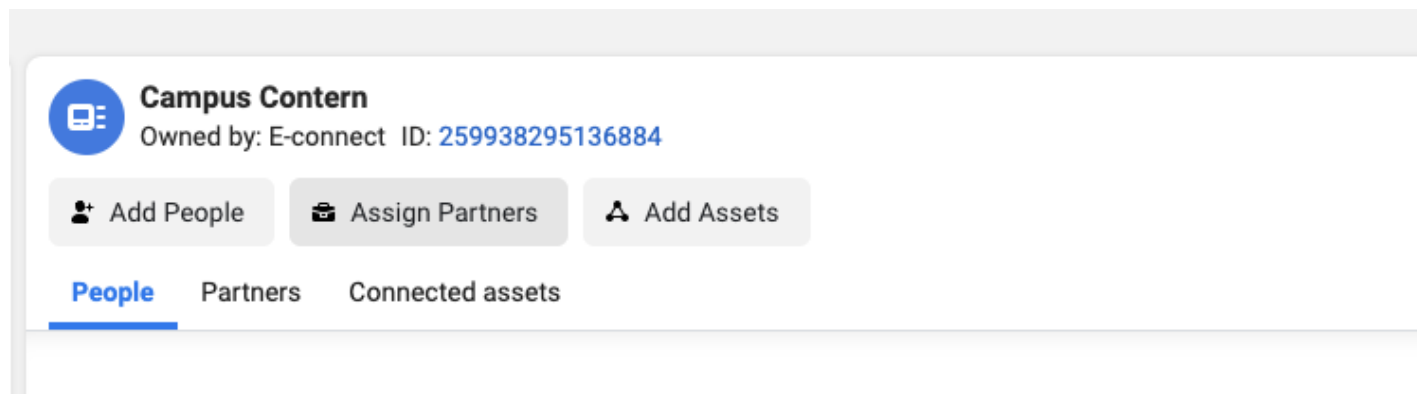 Campus Contern
Owned by: E-connect ID: 259938295136884
Add People Assign Partners Add Assets
People Partners Connected assets